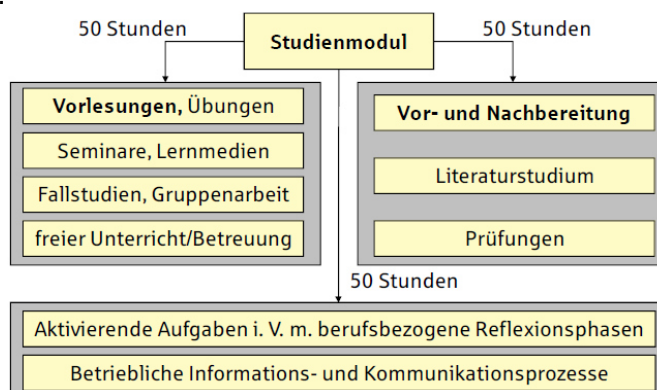 50 Stunden
Studienmodul
50 Stunden
Vorlesungen, Übungen
Seminare, Lernmedien
Fallstudien, Gruppenarbeit
freier Unterricht/Betreuung
Vor- und Nachbereitung
Literaturstudium
Prüfungen
50 Stunden
Aktivierende Aufgaben i. V. m. berufsbezogene Reflexionsphasen
Betriebliche Informations- und Kommunikationsprozesse